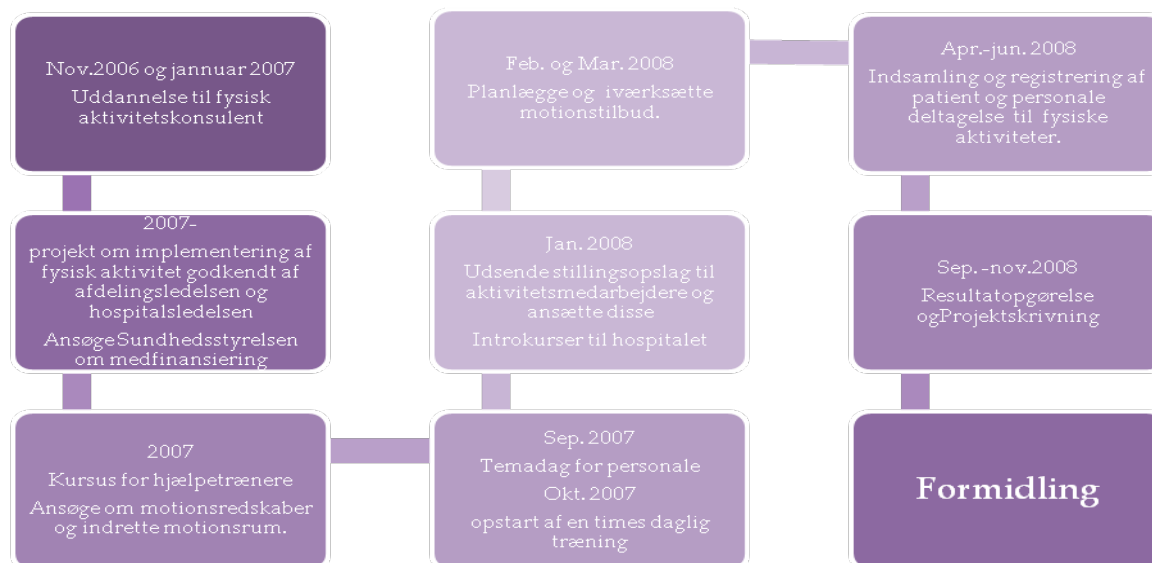 Nov.2006 og jannuar 2007
Uddannelse til fysisk
aktivitetskonsulent
2007-
projekt om implementering af
fysisk aktivitet godkendt af
afdelingsledelsen og
hospitalsledelsen
Ansøge Sundhedsstyrelsen
om medfinansiering
2007
Kursus for hjælpetrænere
Ansøge om motionsredskaber
og indrette motionsrum.
Sep. 2007
Temadag for personale
Okt. 2007
opstart af en times daglig
træning
Jan. 2008
Udsende stillingsopslag til
aktivitetsmedarbejdere og
ansætte disse
Introkurser til hospitalet
Feb. og Mar. 2008
Planlægge og iværksætte
motionstilbud.
Apr.-jun. 2008
Indsamling og registrering af
patient og personale
deltagelse til fysiske
aktiviteter.
Sep.-nov.2008
Resultatopgørelse
ogProjektskrivning
Formidling